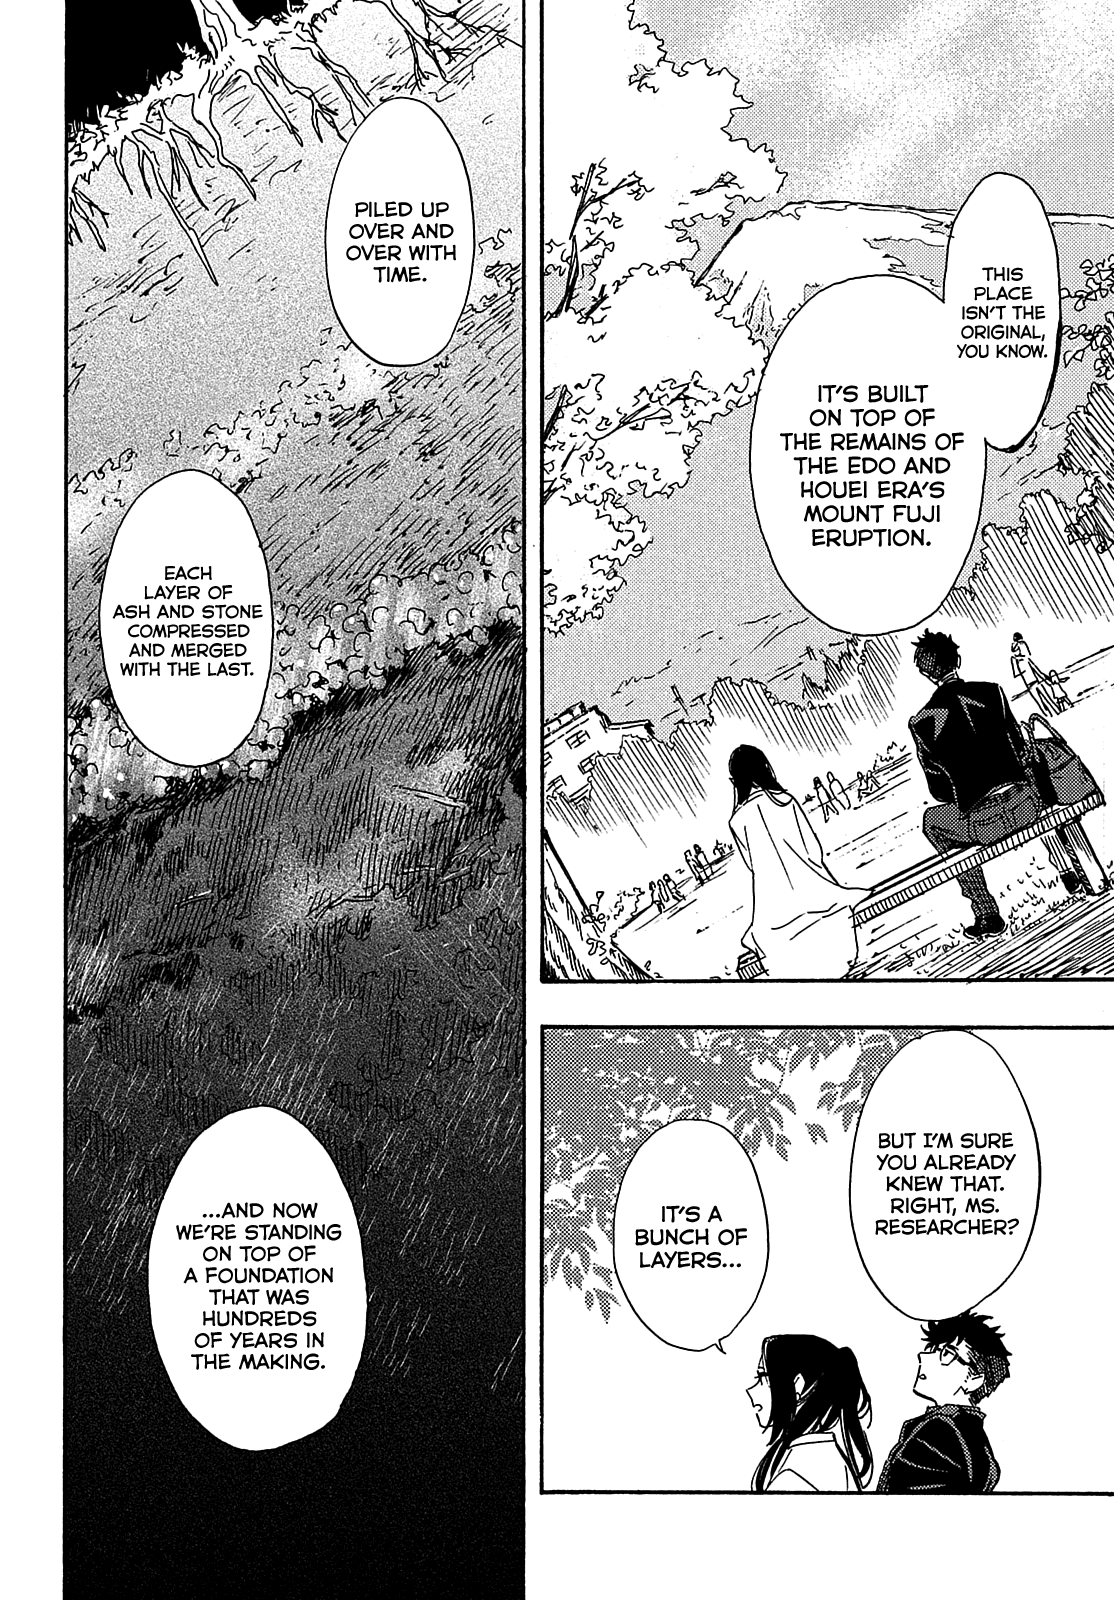 THIS
PLACE
ISN'T THE
ORIGINAL,
YOU KNOW.
IT'S BUILT
ON TOP OF
THE REMAINS OF
THE EDO AND
HOUEI ERA'S
MOUNT FUJI
ERUPTION.
BUT I'M SURE
YOU ALREADY
KNEW THAT.
RIGHT, MS.
RESEARCHER?
IT'S A
BUNCH OF
LAYERS...
PILED UP
OVER AND
OVER WITH
TIME.
EACH
LAYER OF
ASH AND STONE
COMPRESSED
AND MERGED
WITH THE LAST.
...AND NOW
WE'RE STANDING
ON TOP OF
A FOUNDATION
THAT WAS
HUNDREDS
OF YEARS IN
THE MAKING.